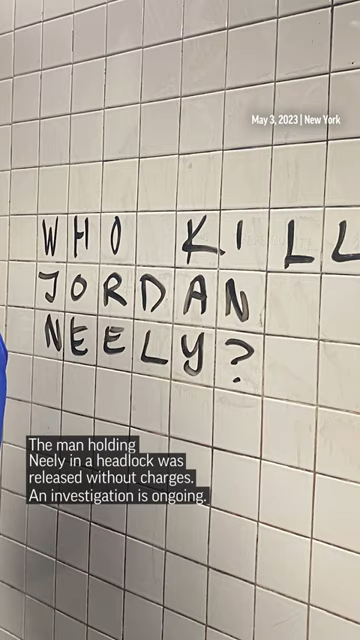 May 3, 2023 | New York
WHO KILL
JORDAN
NEELY?
The man holding
Neely in a headlock was
released without charges.
An investigation is ongoing.